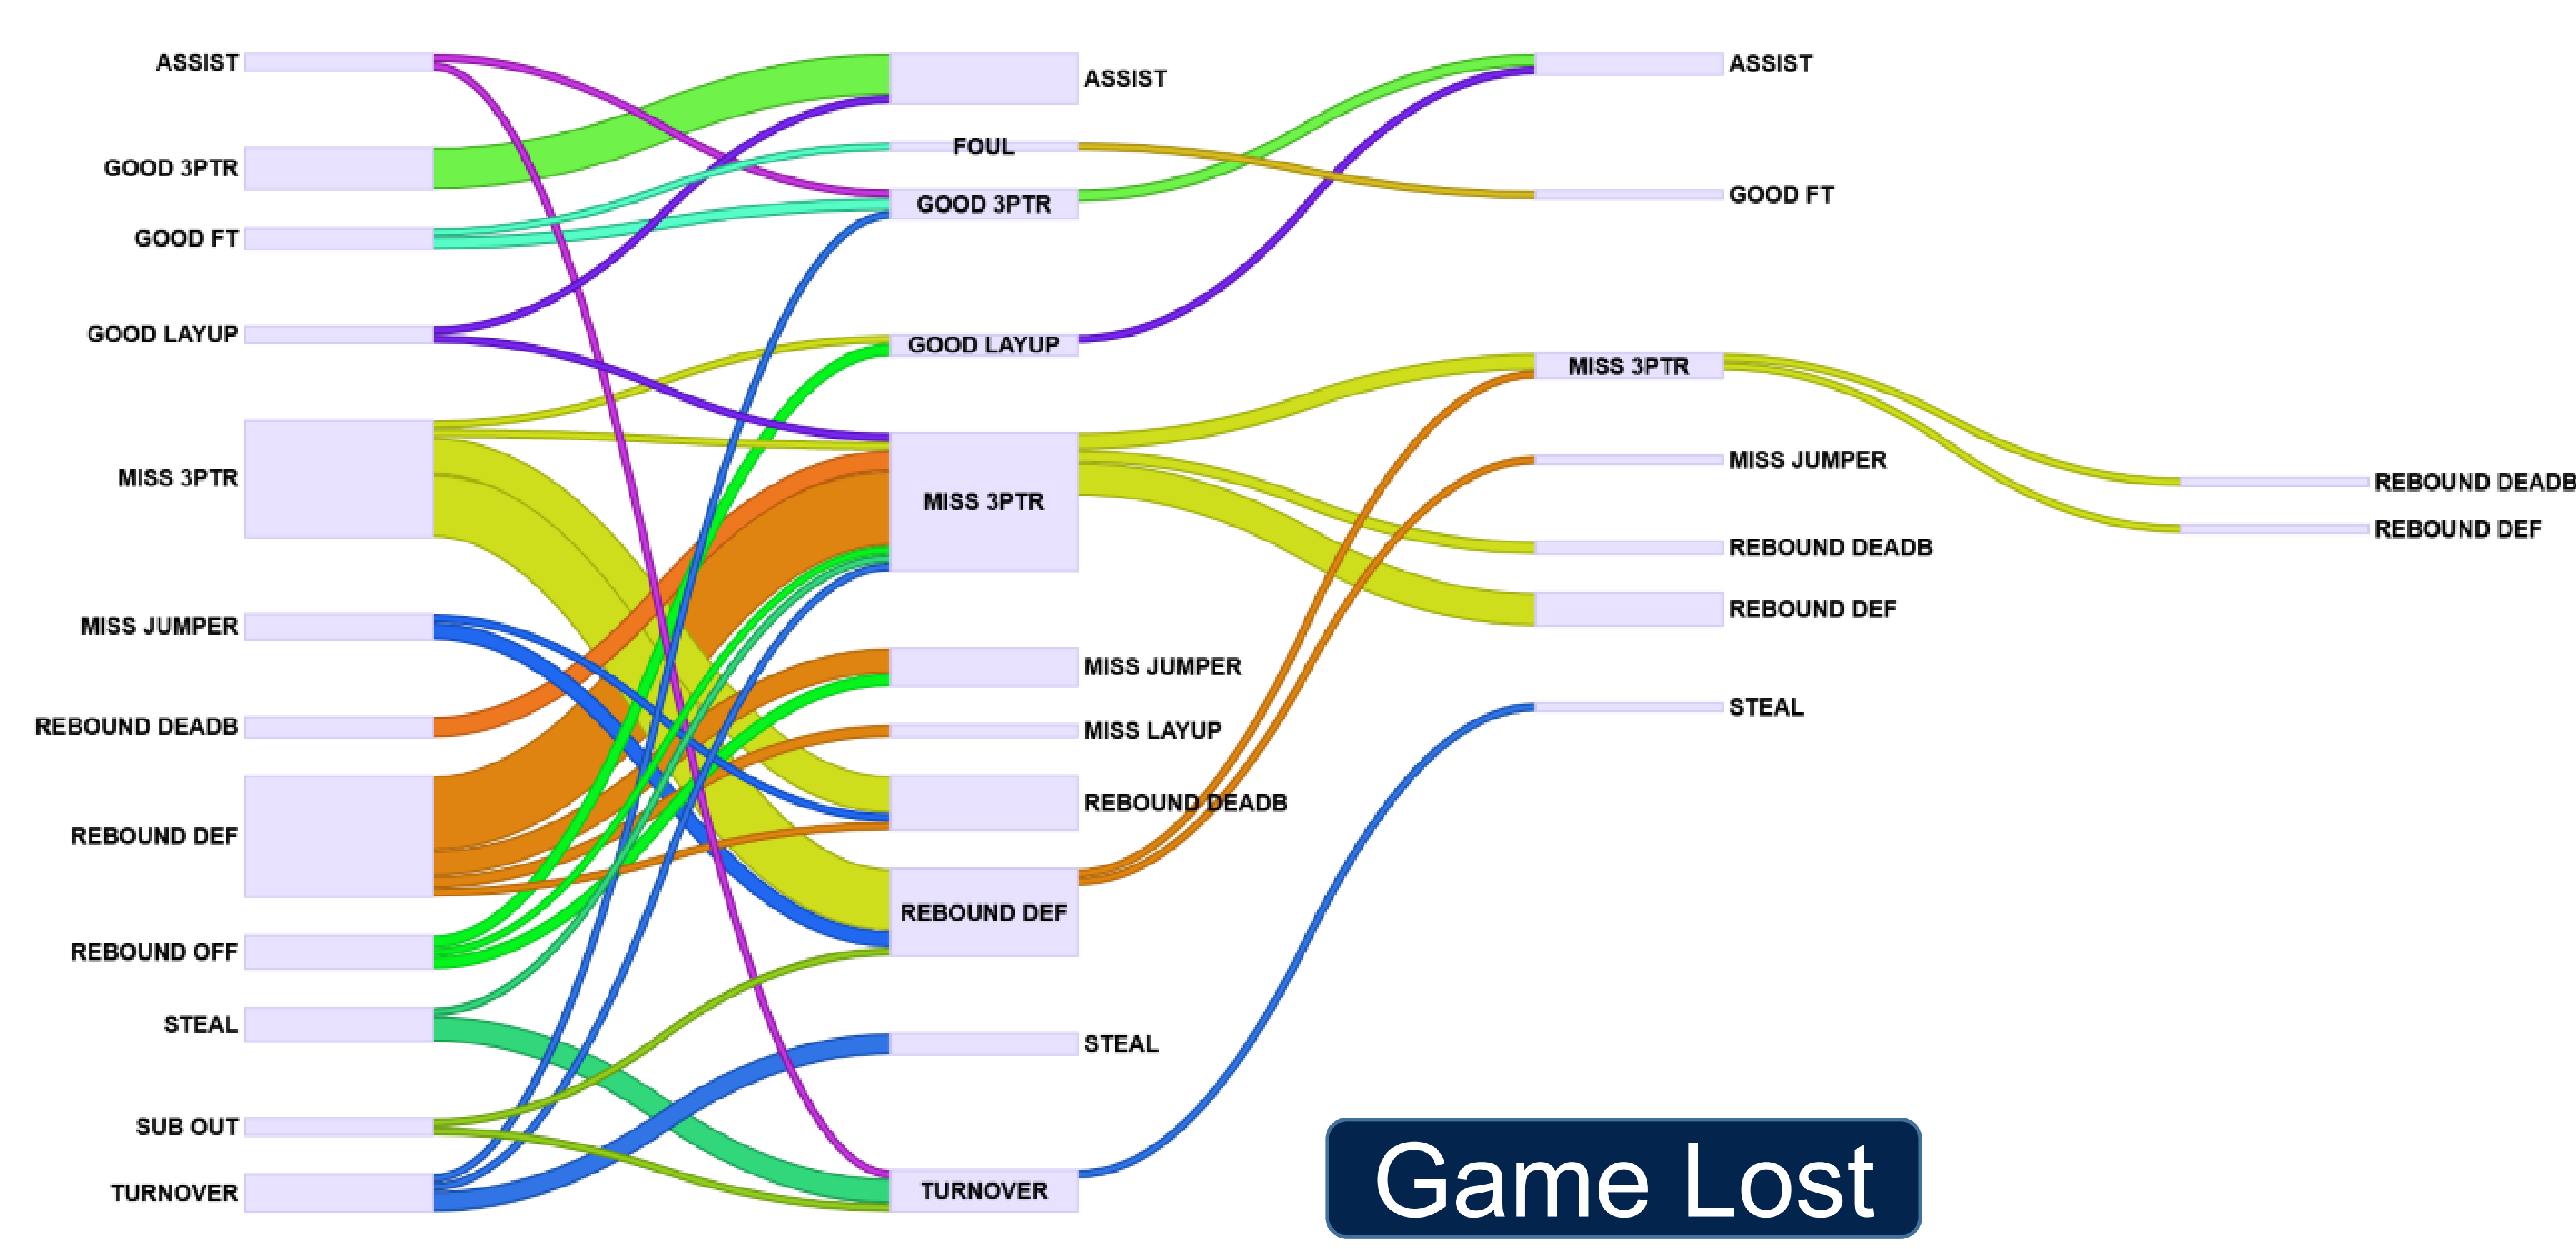 ASSIST
GOOD 3PTR
GOOD FT
GOOD LAYUP
MISS 3PTR
MISS JUMPER
REBOUND DEADB
REBOUND DEF
REBOUND OFF
STEAL
SUB OUT
TURNOVER
ASSIST
FOUL
GOOD 3PTR
GOOD LAYUP
MISS 3PTR
MISS JUMPER
MISS LAYUP
REBOUND DEADB
REBOUND DEF
STEAL
TURNOVER
ASSIST
GOOD FT
MISS 3PTR
MISS JUMPER
REBOUND DEADB
REBOUND DEF
STEAL
REBOUND DEADB
REBOUND DEF
Game Lost